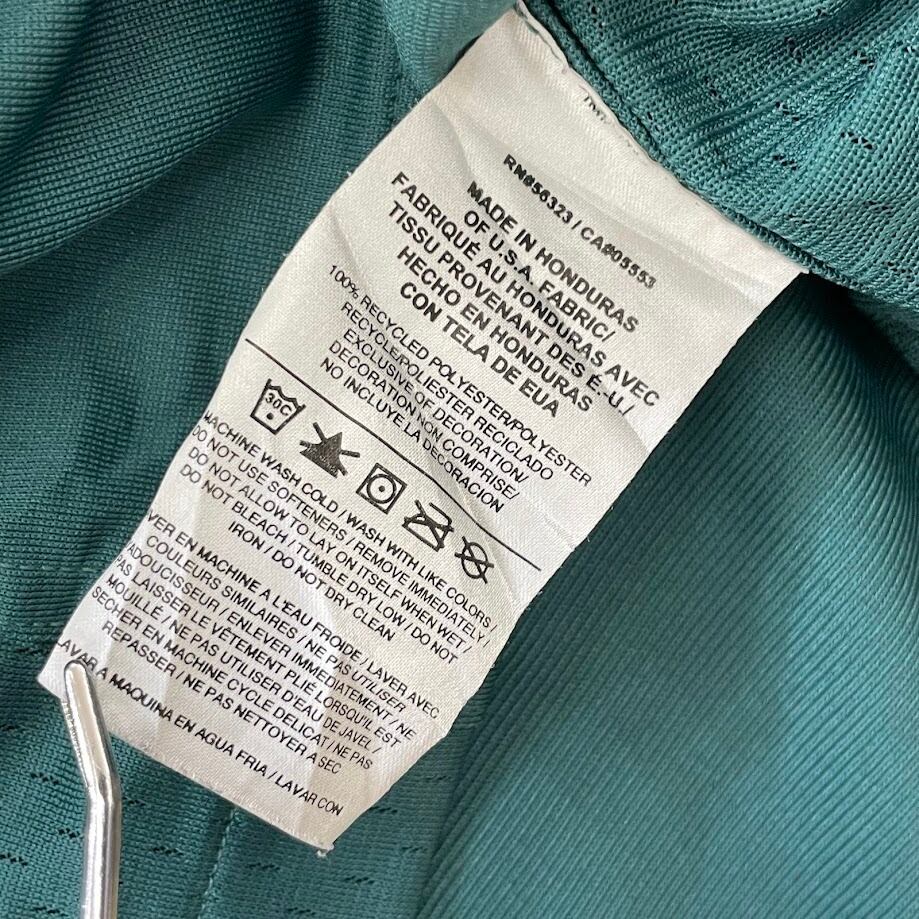 RN#56323 / CA#05553
MADE IN HONDURAS
OF U.S.A. FABRIC/
FABRIQUÉ AU HONDURAS AVEC
TISSU PROVENANT DES É.-U./
HECHO EN HONDURAS
CON TELA DE EUA
100% RECYCLED POLYESTER/POLYESTER
RECYCLE/POLIESTER RECICLADO
EXCLUSIVE OF DECORATION/
DECORATION NON COMPRISE/
NO INCLUYE LA DECORACION
30C
MACHINE WASH COLD / WASH WITH LIKE COLORS /
DO NOT USE SOFTENERS / REMOVE IMMEDIATELY /
DO NOT ALLOW TO LAY ON ITSELF WHEN WET /
DO NOT BLEACH / TUMBLE DRY LOW / DO NOT
IRON / DO NOT DRY CLEAN
VER EN MACHINE A L'EAU FROIDE / LAVER AVEC
COULEURS SIMILAIRES / NE PAS UTILISER
ADOUCISSEUR / ENLEVER IMMEDIATEMENT / NE
PAS LAISSER LE VÊTEMENT PLIÉ LORSQU'IL EST
MOUILLÉ / NE PAS UTILISER D'EAU DE JAVEL /
SECHER EN MACHINE CYCLE DELICAT / NE PAS
REPASSER / NE PAS NETTOYER A SEC
LAVAR A MAQUINA EN AGUA FRIA / LAVAR CON